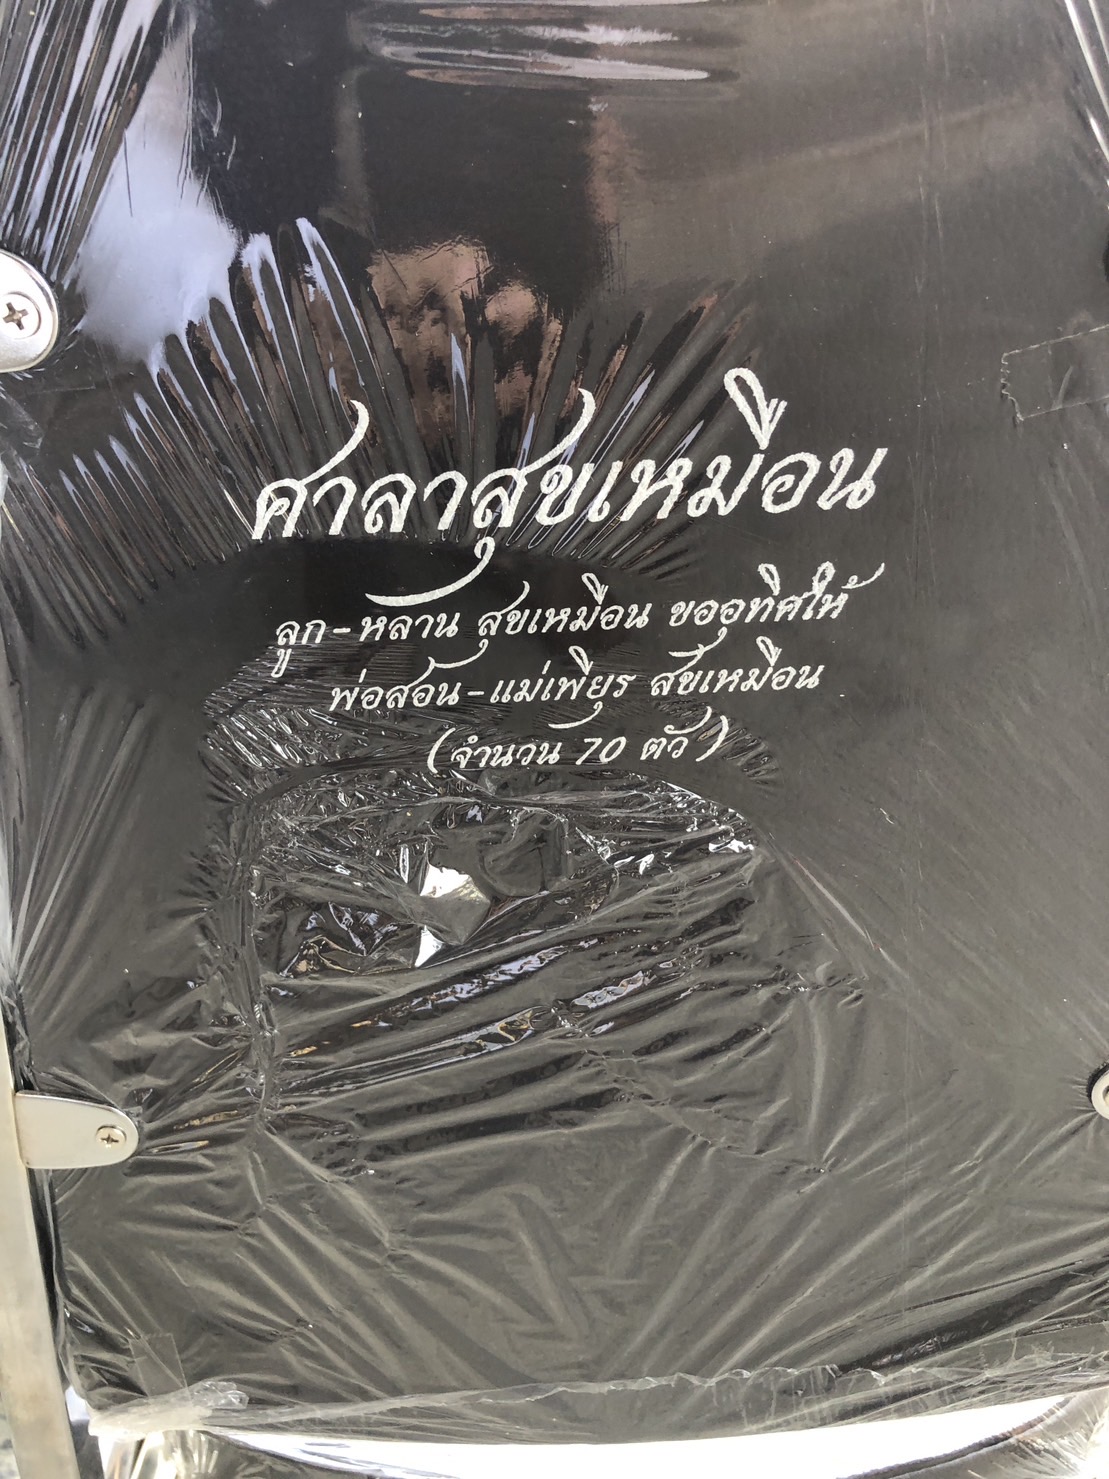 ศาลาสุขเหมือน
ลูก-หลาน สุขเหมือน ขออุทิศให้
พ่อสอน-แม่เพียร สุขเหมือน
(จำนวน 70 ตัว)